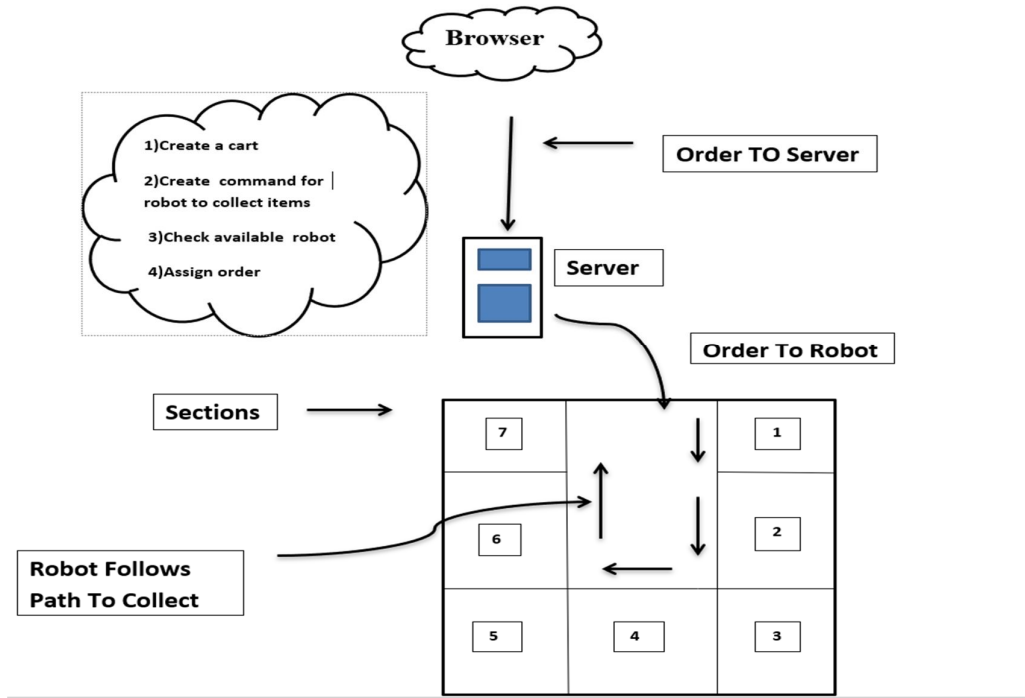 Browser
1)Create a cart
2)Create command for
robot to collect items
3)Check available robot
4)Assign order
Order TO Server
Server
Order To Robot
Sections
7
1
6
2
5
4
3
Robot Follows
Path To Collect